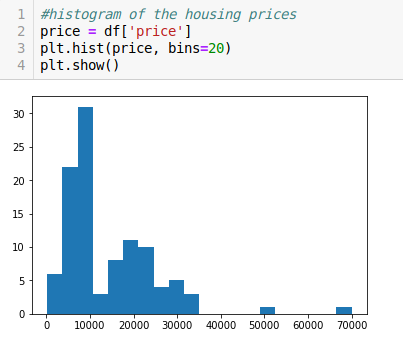 1 #histogram of the housing prices
2 price = df['price']
3 plt.hist(price, bins=20)
4 plt.show()
30
25
20
15
10
5
0
0 10000 20000 30000 40000 50000 60000 70000